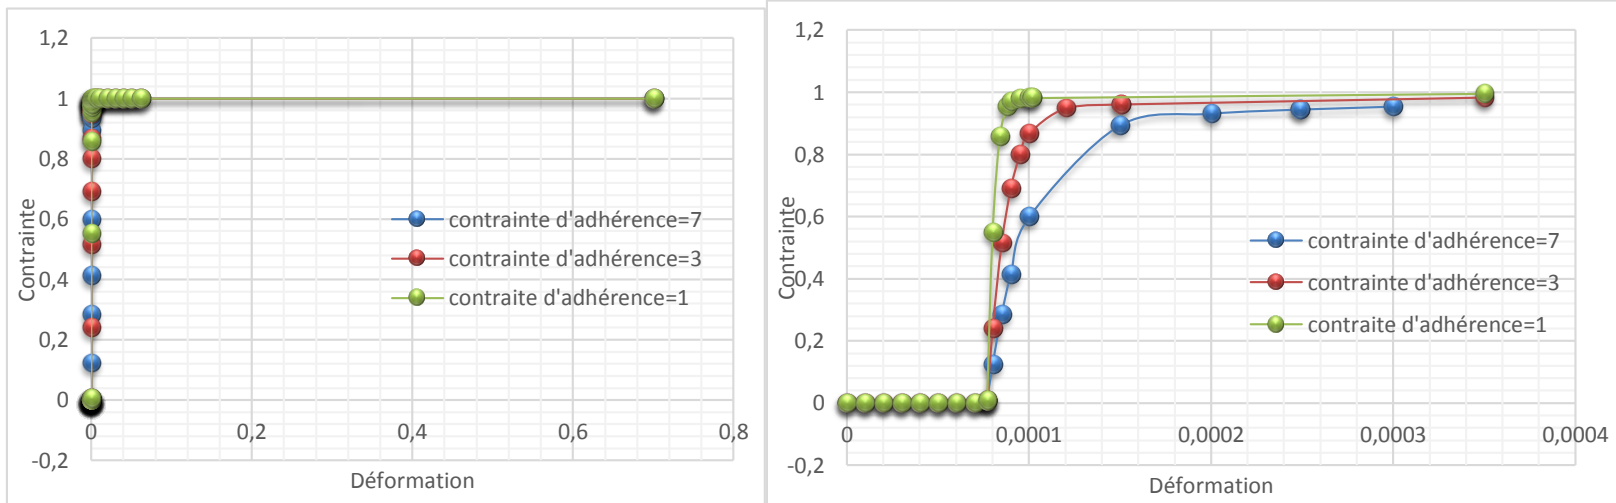 1,2
1
0,8
0,6
0,4
0,2
0
-0,2
Contrainte
0
0,2
0,4
0,6
0,8
Déformation
contrainte d'adhérence=7
contrainte d'adhérence=3
contraite d'adhérence=1
1,2
1
0,8
0,6
0,4
0,2
0
-0,2
Contrainte
0
0,0001
0,0002
0,0003
0,0004
Déformation
contrainte d'adhérence=7
contrainte d'adhérence=3
contraite d'adhérence=1